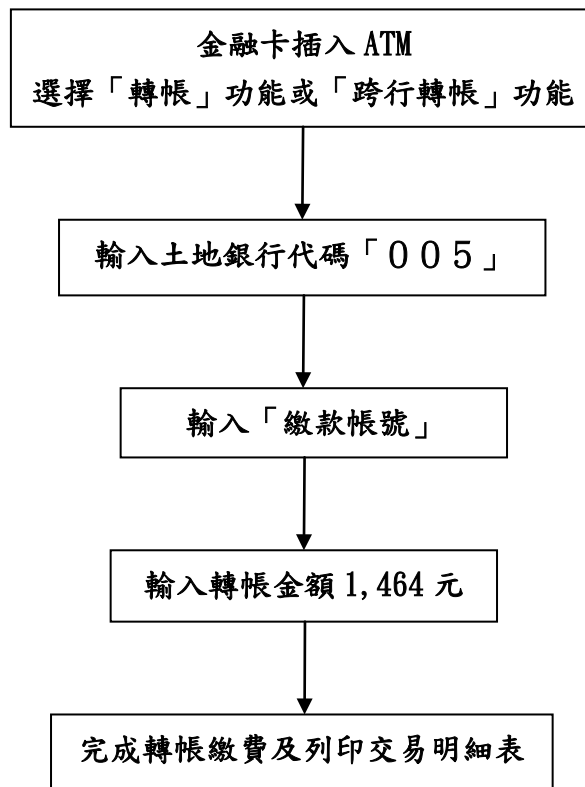 金融卡插入 ATM
選擇「轉帳」功能或「跨行轉帳」功能
輸入土地銀行代碼「００５」
輸入「繳款帳號」
輸入轉帳金額 1,464 元
完成轉帳繳費及列印交易明細表